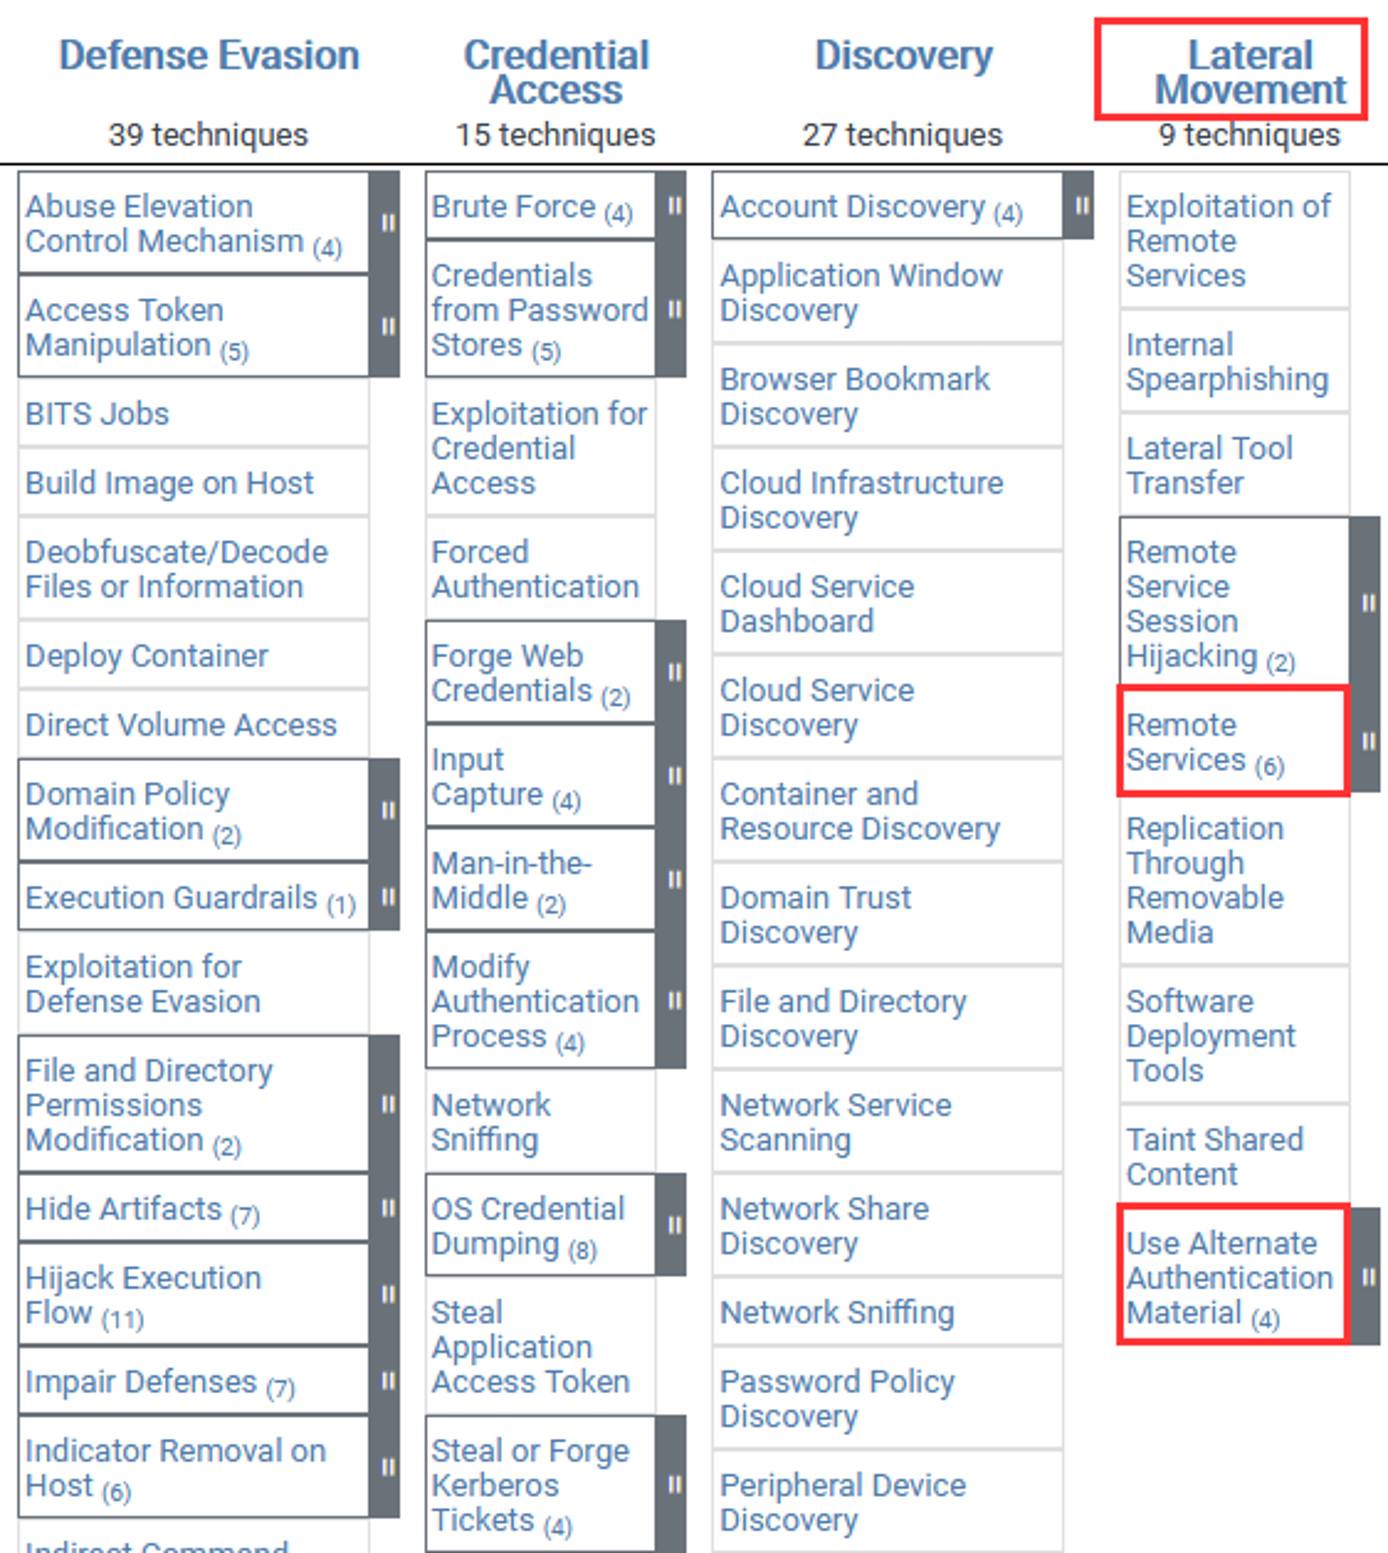 Defense Evasion
39 techniques
Abuse Elevation
Control Mechanism (4)
Access Token
Manipulation (5)
BITS Jobs
Build Image on Host
Deobfuscate/Decode
Files or Information
Deploy Container
Direct Volume Access
Domain Policy
Modification (2)
Execution Guardrails (1)
Exploitation for
Defense Evasion
File and Directory
Permissions
Modification (2)
Hide Artifacts (7)
Hijack Execution
Flow (11)
Impair Defenses (7)
Indicator Removal on
Host (6)
Indirect Command
Credential
Access
15 techniques
Brute Force (4)
Credentials
from Password
Stores (5)
Exploitation for
Credential
Access
Forced
Authentication
Forge Web
Credentials (2)
Input
Capture (4)
Man-in-the-
Middle (2)
Modify
Authentication
Process (4)
Network
Sniffing
OS Credential
Dumping (8)
Steal
Application
Access Token
Steal or Forge
Kerberos
Tickets (4)
Discovery
27 techniques
Account Discovery (4)
Application Window
Discovery
Browser Bookmark
Discovery
Cloud Infrastructure
Discovery
Cloud Service
Dashboard
Cloud Service
Discovery
Container and
Resource Discovery
Domain Trust
Discovery
File and Directory
Discovery
Network Service
Scanning
Network Share
Discovery
Network Sniffing
Password Policy
Discovery
Peripheral Device
Discovery
Lateral
Movement
9 techniques
Exploitation of
Remote
Services
Internal
Spearphishing
Lateral Tool
Transfer
Remote
Service
Session
Hijacking (2)
Remote
Services (6)
Replication
Through
Removable
Media
Software
Deployment
Tools
Taint Shared
Content
Use Alternate
Authentication
Material (4)